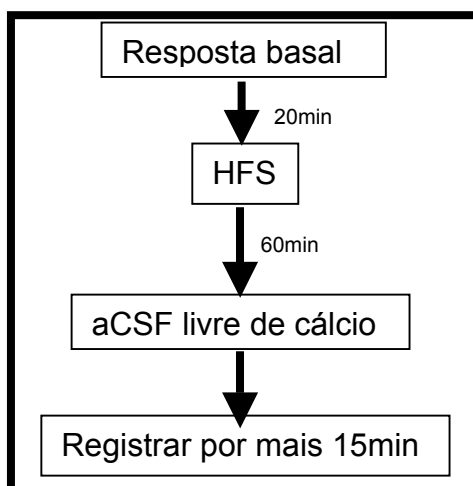 Resposta basal
20min
HFS
60min
aCSF livre de cálcio
Registrar por mais 15min